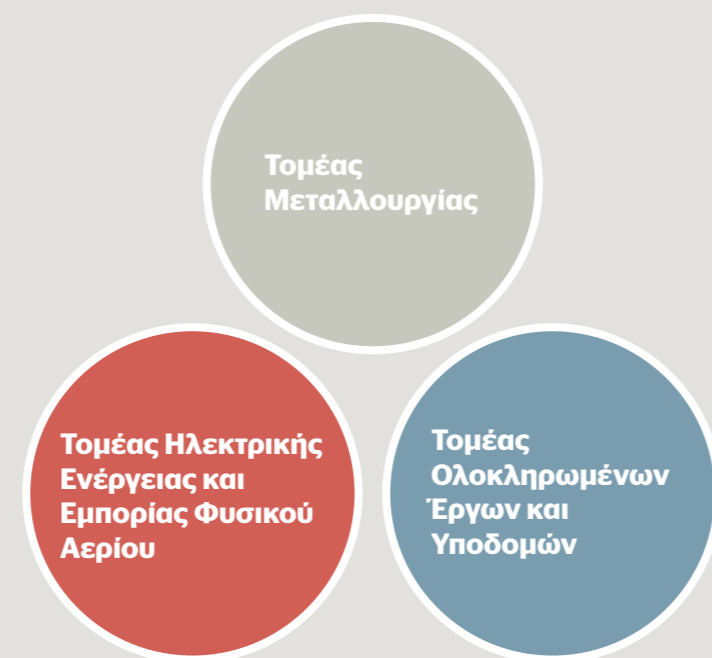 Τομέας
Μεταλλουργίας
Τομέας Ηλεκτρικής
Ενέργειας και
Εμπορίας Φυσικού
Αερίου
Τομέας
Ολοκληρωμένων
Έργων και
Υποδομών